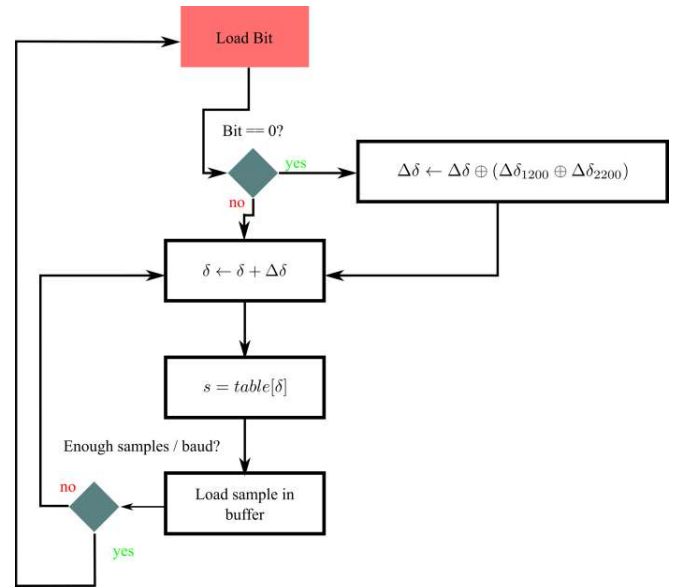 Load Bit
Bit == 0?
yes
Δδ ← Δδ ⊕ (Δδ₁₂₀₀ ⊕ Δδ₂₂₀₀)
no
δ ← δ + Δδ
s = table[δ]
Enough samples / baud?
no
Load sample in
buffer
yes